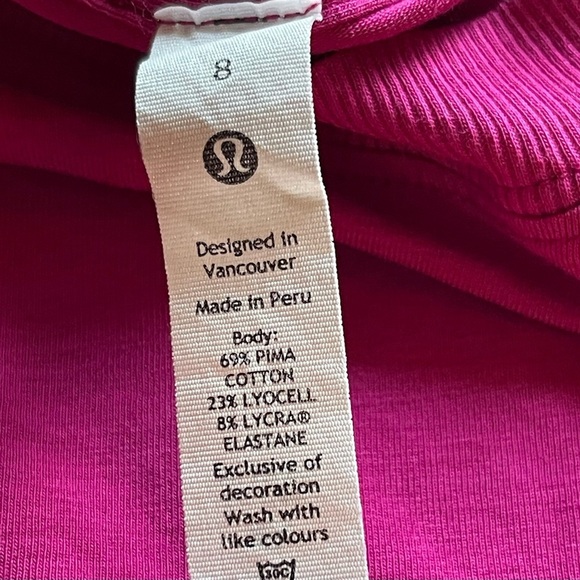 8
Designed in
Vancouver
Made in Peru
Body:
69% PIMA
COTTON
23% LYOCELL
8% LYCRA®
ELASTANE
Exclusive of
decoration
Wash with
like colours
30C